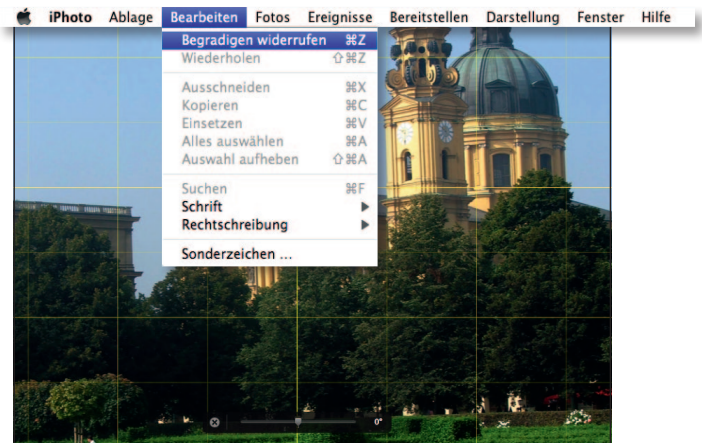 iPhoto Ablage Bearbeiten Fotos Ereignisse Bereitstellen Darstellung Fenster Hilfe
Begradigen widerrufen ⌘Z
Wiederholen ⇧⌘Z
Ausschneiden ⌘X
Kopieren ⌘C
Einsetzen ⌘V
Alles auswählen ⌘A
Auswahl aufheben ⇧⌘A
Suchen ⌘F
Schrift
Rechtschreibung
Sonderzeichen ...
0°